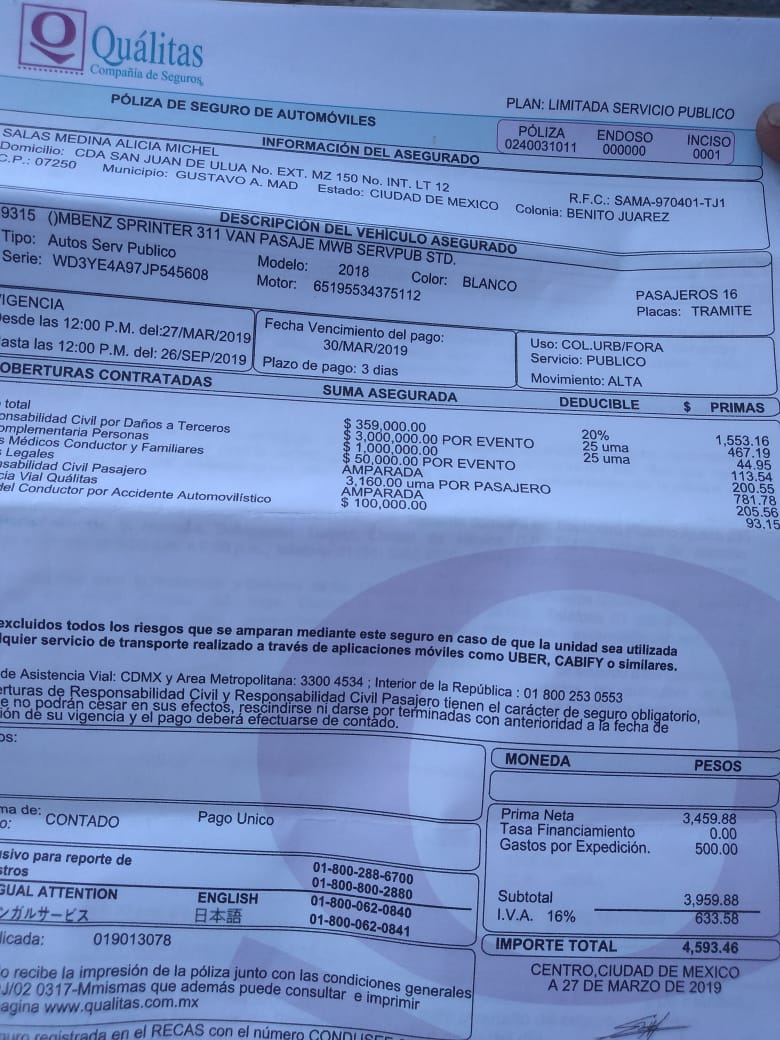 Quálitas
Compañía de Seguros
PÓLIZA DE SEGURO DE AUTOMÓVILES
PLAN: LIMITADA SERVICIO PUBLICO
PÓLIZA ENDOSO INCISO
0240031011 000000 0001
INFORMACIÓN DEL ASEGURADO
SALAS MEDINA ALICIA MICHEL
Domicilio: CDA SAN JUAN DE ULUA No. EXT. MZ 150 No. INT. LT 12
R.F.C.: SAMA-970401-TJ1
C.P.: 07250 Municipio: GUSTAVO A. MAD Estado: CIUDAD DE MEXICO Colonia: BENITO JUAREZ
DESCRIPCIÓN DEL VEHÍCULO ASEGURADO
9315 ()MBENZ SPRINTER 311 VAN PASAJE MWB SERVPUB STD.
Tipo: Autos Serv Publico Modelo: 2018 Color: BLANCO PASAJEROS 16
Serie: WD3YE4A97JP545608 Motor: 65195534375112 Placas: TRAMITE
VIGENCIA
Desde las 12:00 P.M. del:27/MAR/2019
Hasta las 12:00 P.M. del: 26/SEP/2019
Fecha Vencimiento del pago:
30/MAR/2019
Plazo de pago: 3 dias
Uso: COL.URB/FORA
Servicio: PUBLICO
Movimiento: ALTA
OBERTURAS CONTRATADAS SUMA ASEGURADA DEDUCIBLE $ PRIMAS
total $ 359,000.00 20% 1,553.16
onsabilidad Civil por Daños a Terceros $ 3,000,000.00 POR EVENTO 25 uma 467.19
omplementaria Personas $ 1,000,000.00 25 uma 44.95
s Médicos Conductor y Familiares $ 50,000.00 POR EVENTO 113.54
Legales AMPARADA 200.55
nsabilidad Civil Pasajero 3,160.00 uma POR PASAJERO 781.78
cia Vial Quálitas AMPARADA 205.56
del Conductor por Accidente Automovilístico $ 100,000.00 93.15
excluidos todos los riesgos que se amparan mediante este seguro en caso de que la unidad sea utilizada
lquier servicio de transporte realizado a través de aplicaciones móviles como UBER, CABIFY o similares.
de Asistencia Vial: CDMX y Area Metropolitana: 3300 4534 ; Interior de la República : 01 800 253 0553
erturas de Responsabilidad Civil y Responsabilidad Civil Pasajero tienen el carácter de seguro obligatorio,
e no podrán cesar en sus efectos, rescindirse ni darse por terminadas con anterioridad a la fecha de
ión de su vigencia y el pago deberá efectuarse de contado.
os:
MONEDA PESOS
ma de:
o: CONTADO Pago Unico
Prima Neta 3,459.88
Tasa Financiamiento 0.00
Gastos por Expedición. 500.00
Subtotal 3,959.88
I.V.A. 16% 633.58
IMPORTE TOTAL 4,593.46
usivo para reporte de
stros
01-800-288-6700
01-800-800-2880
GUAL ATTENTION ENGLISH 01-800-062-0840
ンガルサービス 日本語 01-800-062-0841
licada: 019013078
CENTRO,CIUDAD DE MEXICO
A 27 DE MARZO DE 2019
o recibe la impresión de la póliza junto con las condiciones generales
J/02 0317-Mmismas que además puede consultar e imprimir
agina www.qualitas.com.mx
guro registrada en el RECAS con el número CONDUSEF